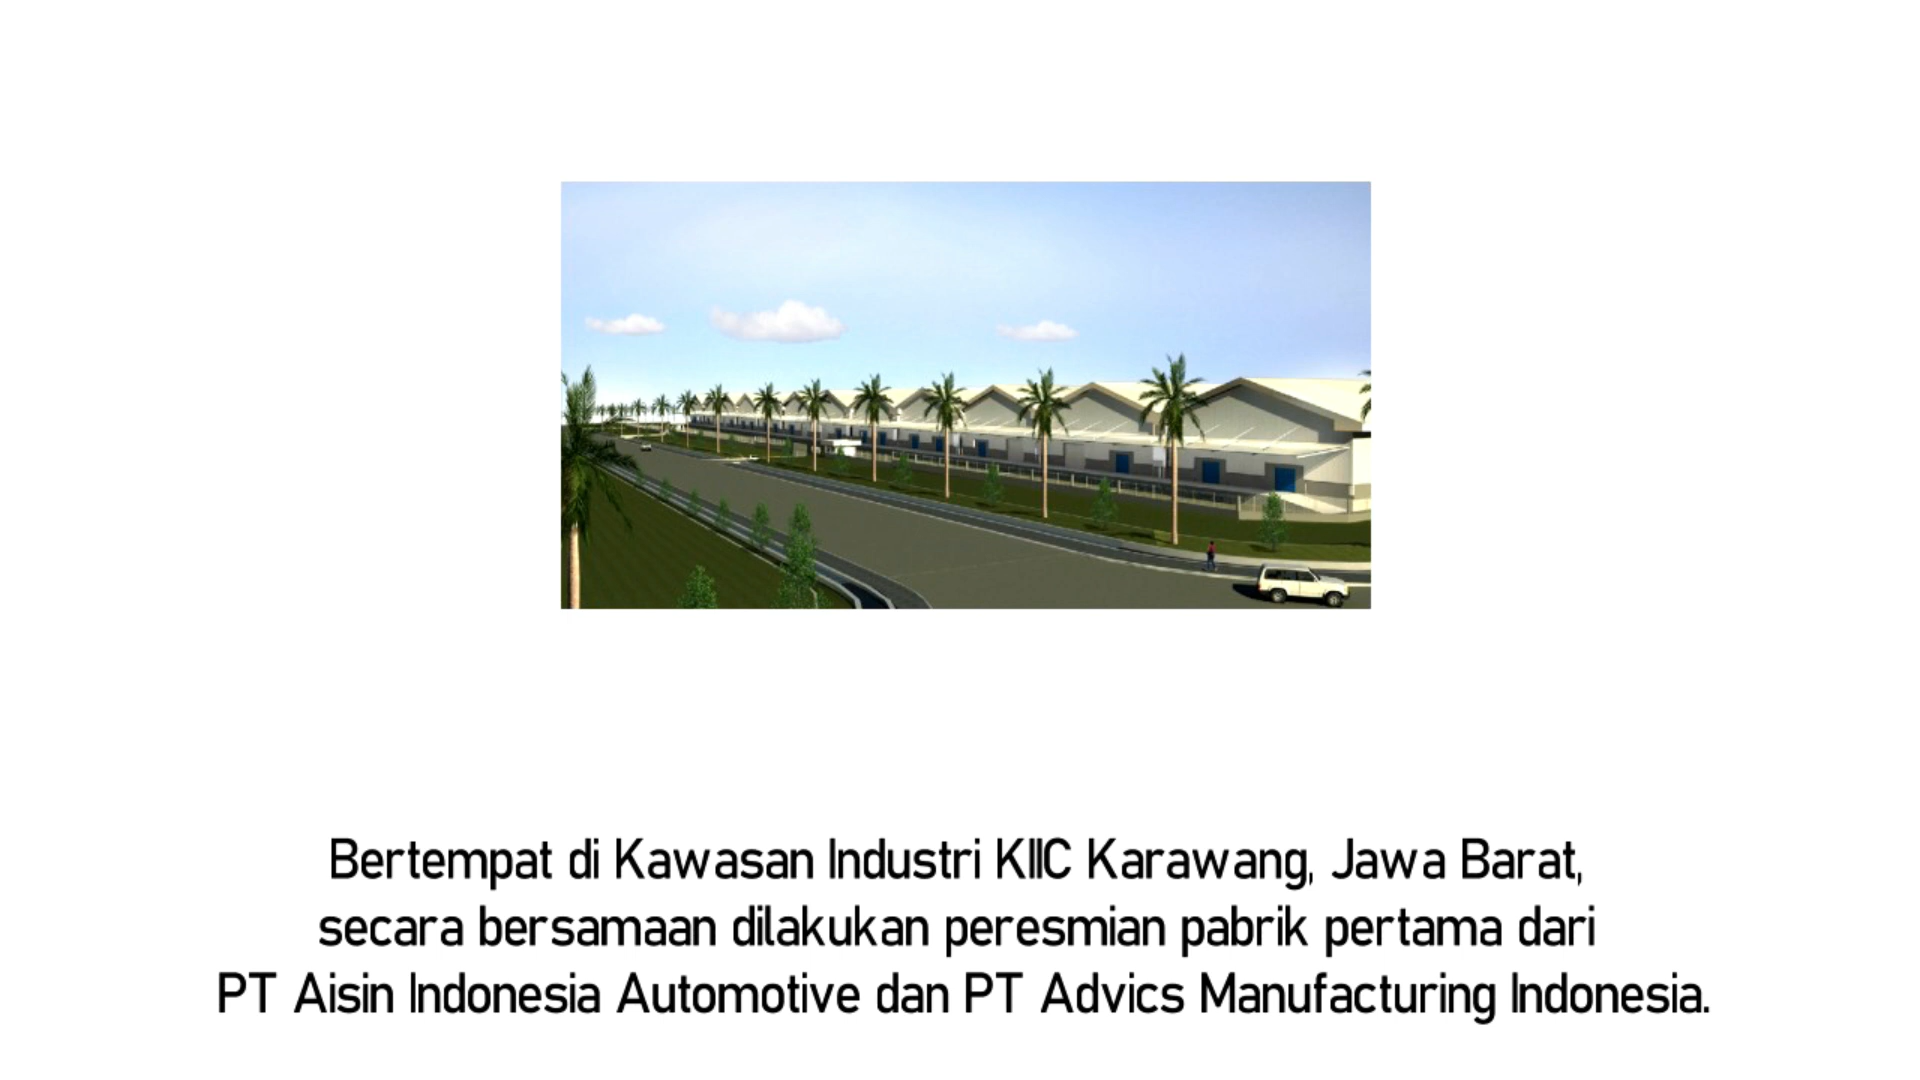 Bertempat di Kawasan Industri KIIC Karawang, Jawa Barat,
secara bersamaan dilakukan peresmian pabrik pertama dari
PT Aisin Indonesia Automotive dan PT Advics Manufacturing Indonesia.